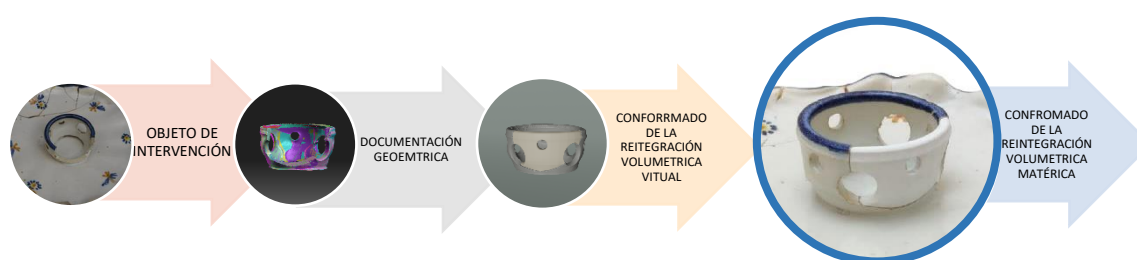 OBJETO DE
INTERVENCIÓN
DOCUMENTACIÓN
GEOEMTRICA
CONFORRMADO
DE LA
REITEGRACIÓN
VOLUMETRICA
VITUAL
CONFROMADO
DE LA
REINTEGRACIÓN
VOLUMETRICA
MATÉRICA